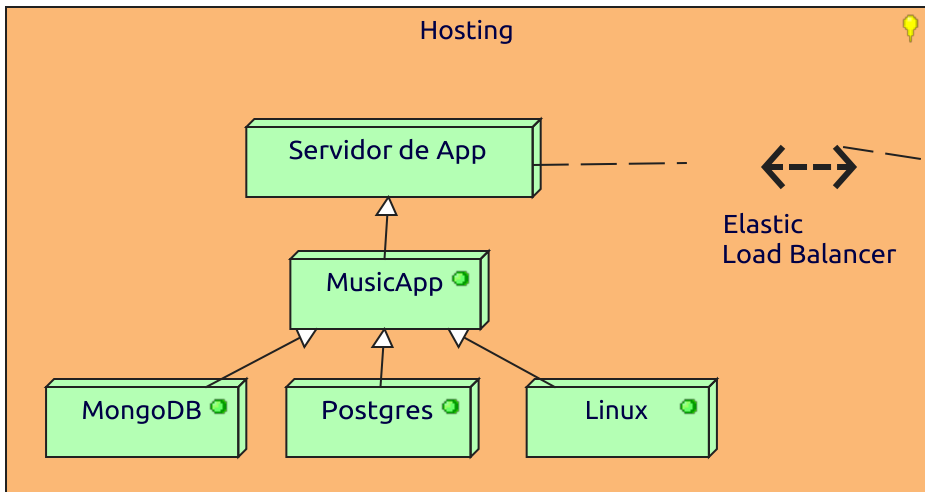 Hosting
Servidor de App
Elastic
Load Balancer
MusicApp
MongoDB
Postgres
Linux